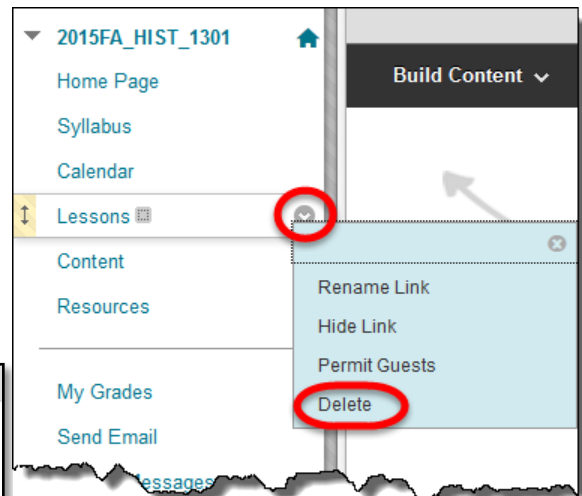 2015FA_HIST_1301
Home Page
Build Content
Syllabus
Calendar
Lessons
Content
Resources
Rename Link
Hide Link
Permit Guests
Delete
My Grades
Send Email